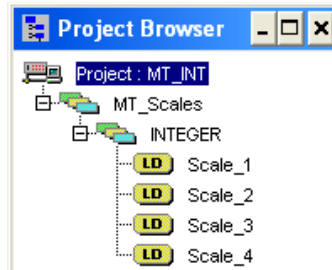 Project Browser
Project : MT_INT
MT_Scales
INTEGER
LD Scale_1
LD Scale_2
LD Scale_3
LD Scale_4